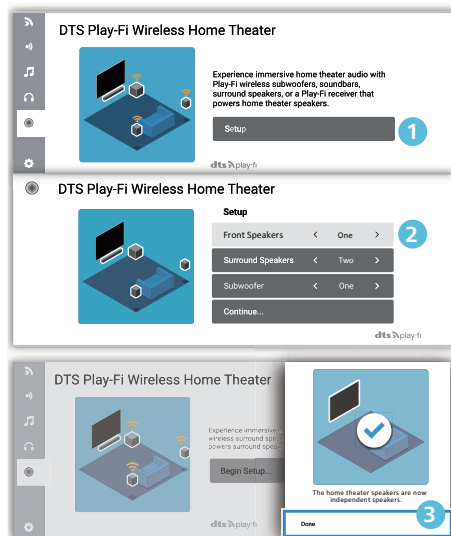 DTS Play-Fi Wireless Home Theater
Experience immersive home theater audio with
Play-Fi wireless subwoofers, soundbars,
surround speakers, or a Play-Fi receiver that
powers home theater speakers.
Setup
1
dts play-fi
DTS Play-Fi Wireless Home Theater
Setup
Front Speakers < One >
2
Surround Speakers < Two >
Subwoofer < One >
Continue...
dts play-fi
DTS Play-Fi Wireless Home Theater
Experience immersive
wireless surround
powers surround
Begin Setup...
dts play-fi
The home theater speakers are now
independent speakers.
Done
3